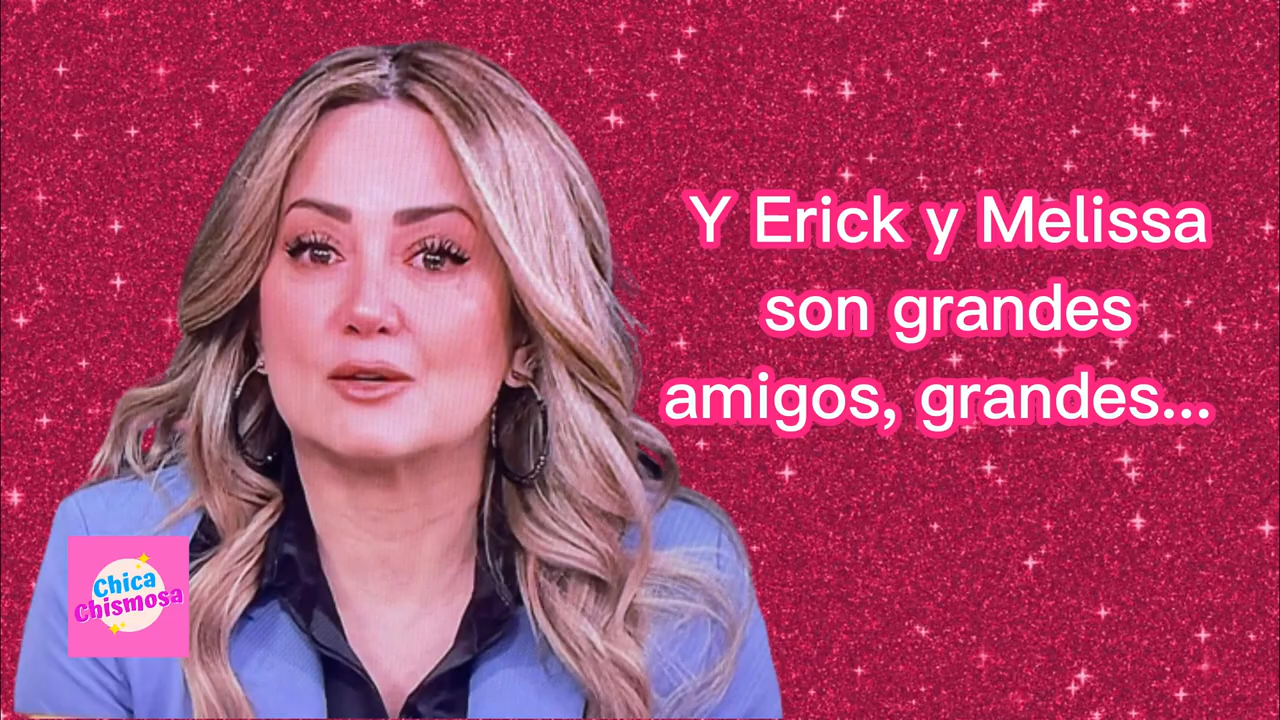 Y Erick y Melissa
son grandes
amigos, grandes...
Chica
Chismosa